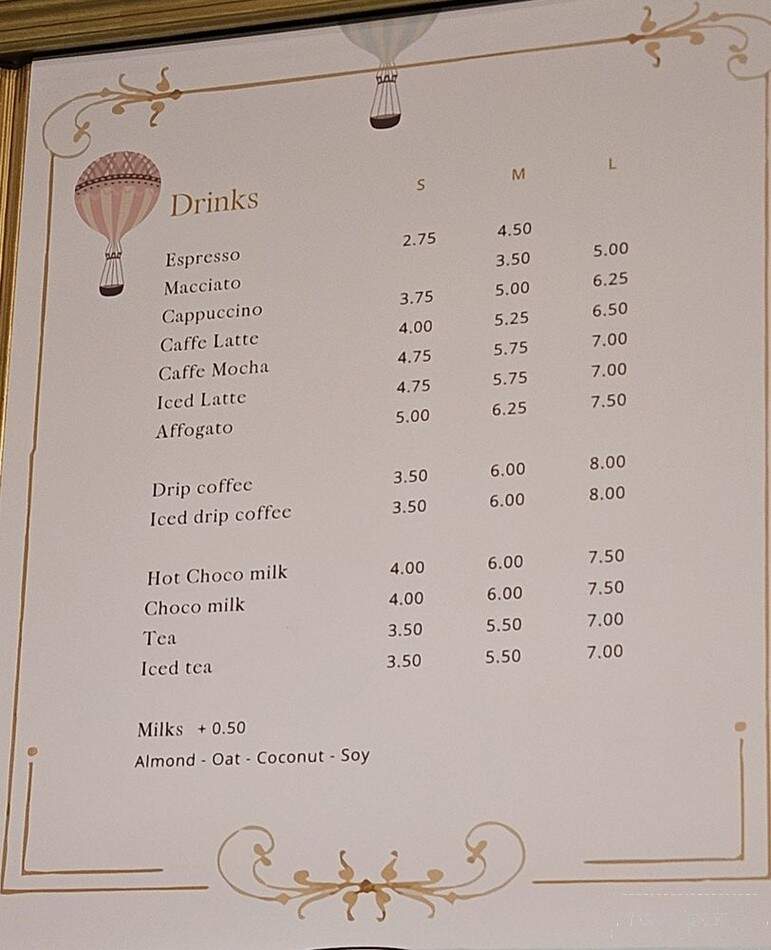 Drinks S M L
Espresso 2.75 4.50
Macciato 3.50 5.00
Cappuccino 3.75 5.00 6.25
Caffe Latte 4.00 5.25 6.50
Caffe Mocha 4.75 5.75 7.00
Iced Latte 4.75 5.75 7.00
Affogato 5.00 6.25 7.50
Drip coffee 3.50 6.00 8.00
Iced drip coffee 3.50 6.00 8.00
Hot Choco milk 4.00 6.00 7.50
Choco milk 4.00 6.00 7.50
Tea 3.50 5.50 7.00
Iced tea 3.50 5.50 7.00
Milks + 0.50
Almond - Oat - Coconut - Soy